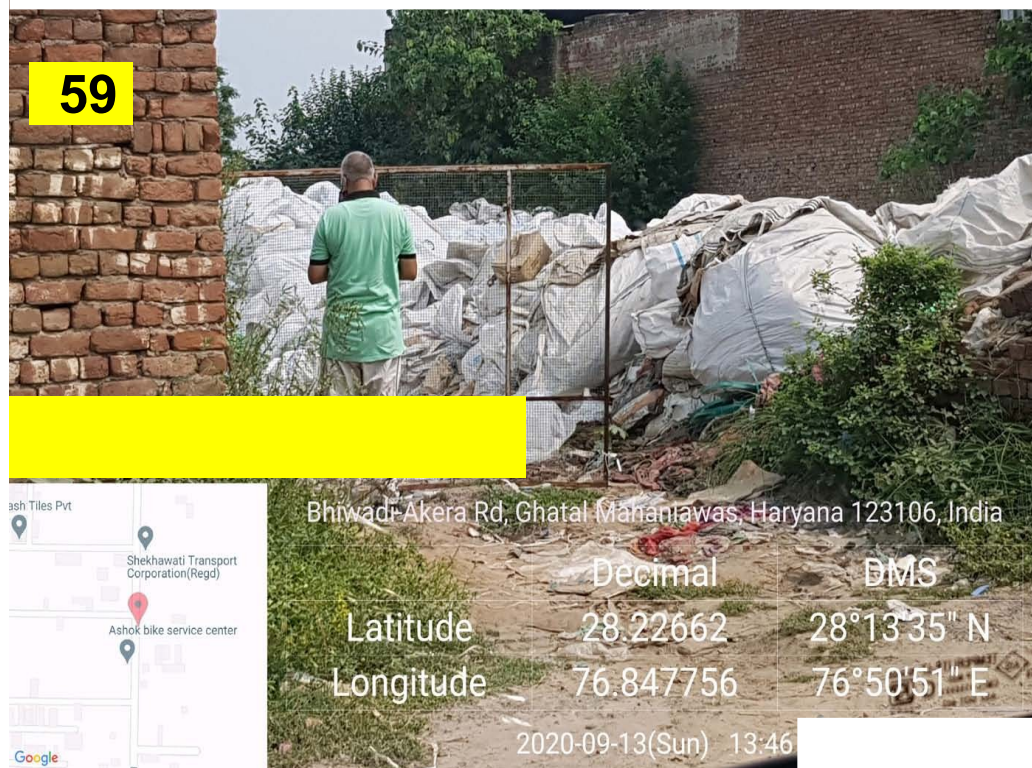 59
ash Tiles Pvt
Shekhawati Transport
Corporation(Regd)
Ashok bike service center
Google
Bhiwadi-Akera Rd, Ghatal Mahaniawas, Haryana 123106, India
Decimal DMS
Latitude 28.22662 28°13'35" N
Longitude 76.847756 76°50'51" E
2020-09-13(Sun) 13:46